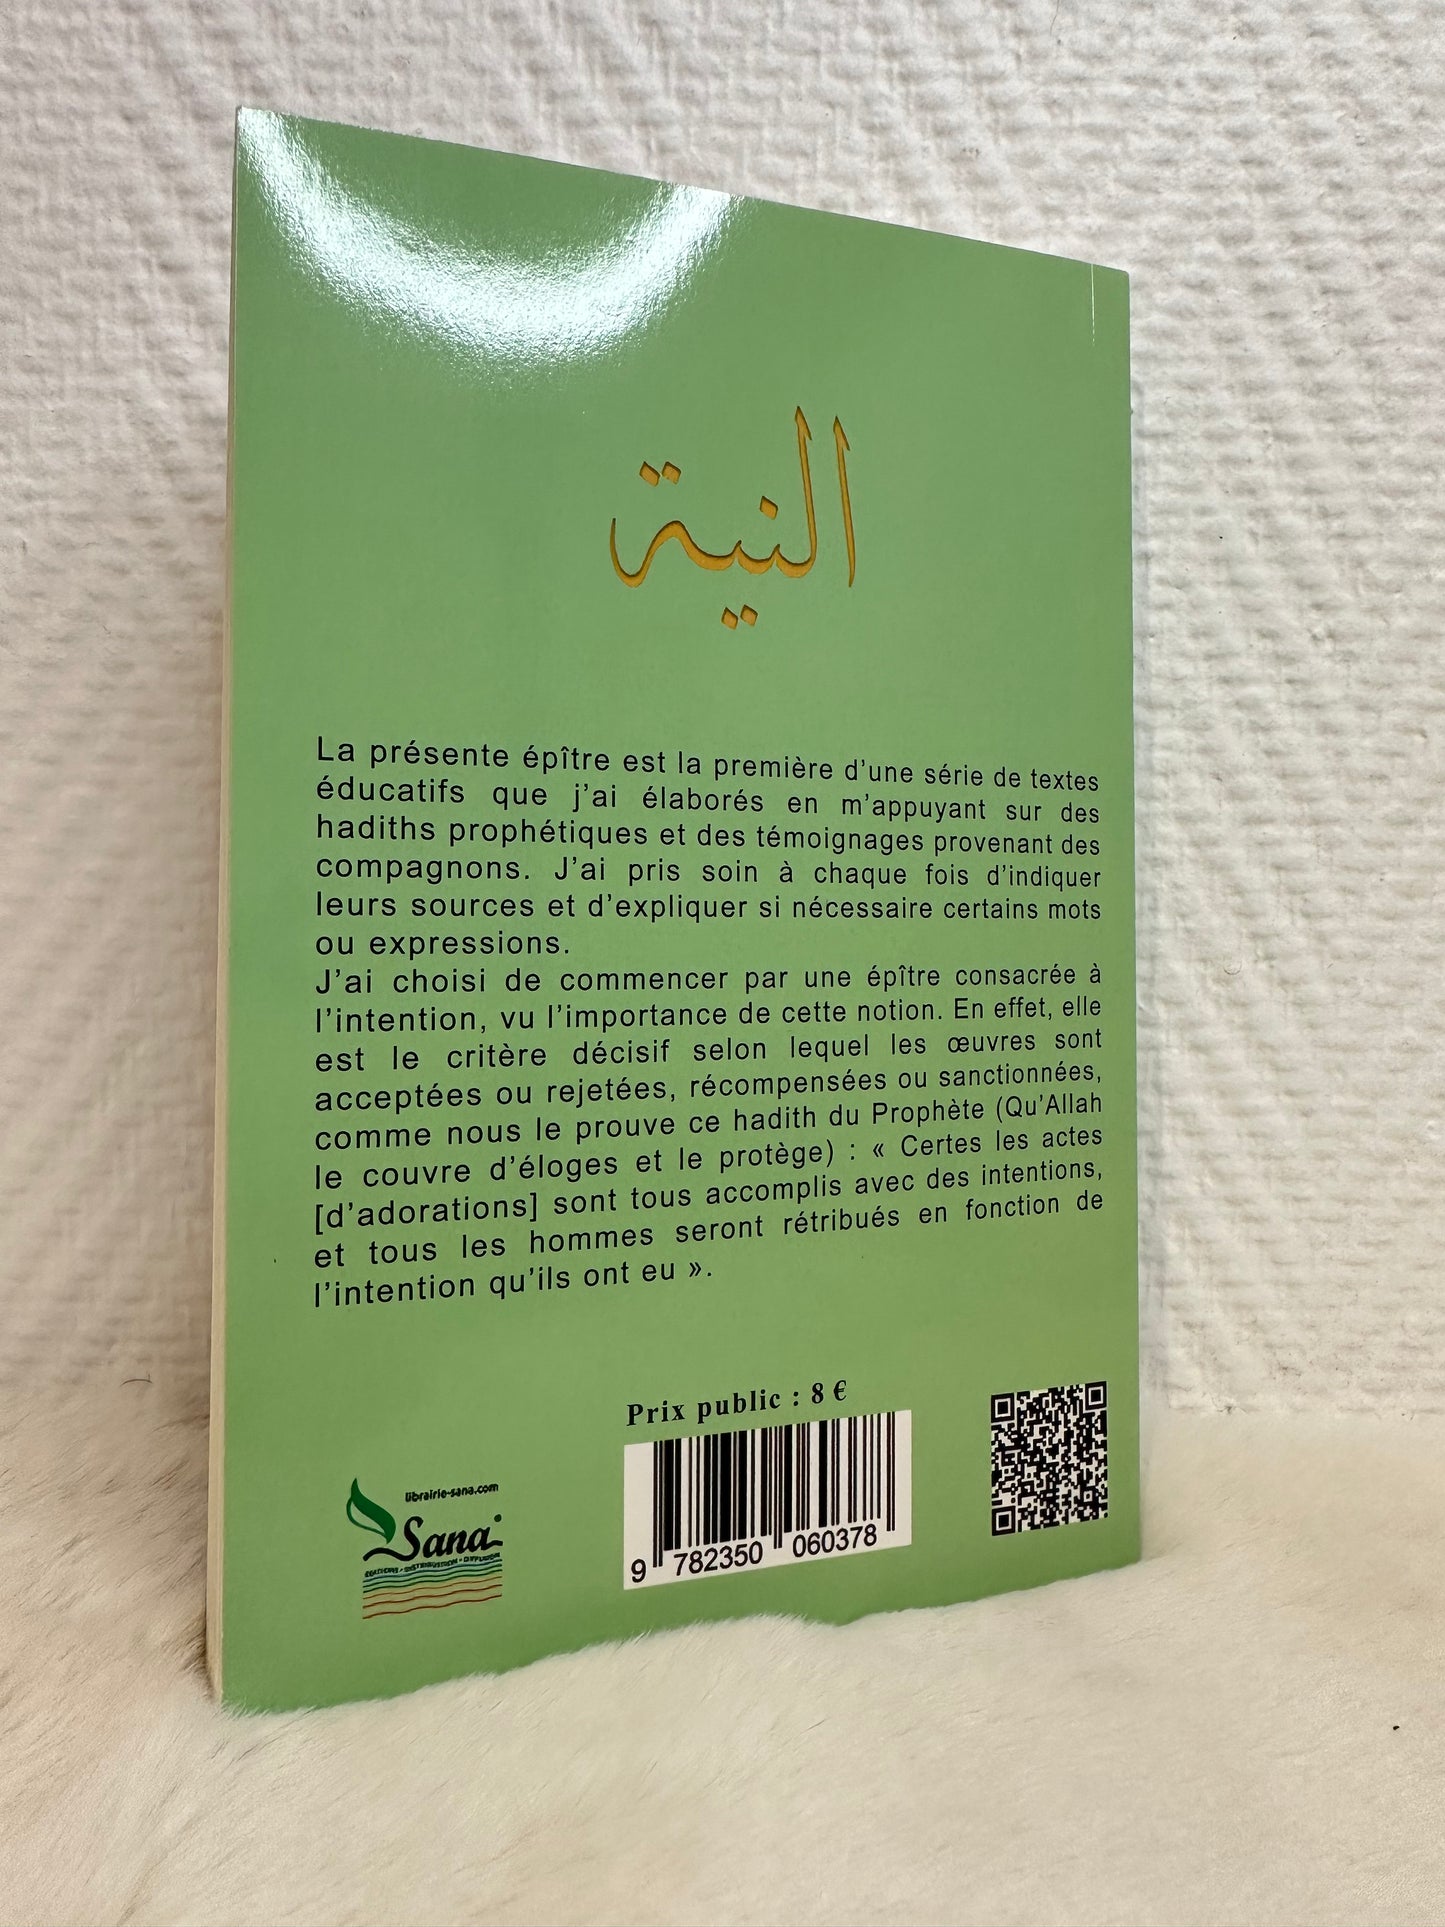 النية
La présente épître est la première d'une série de textes
éducatifs que j'ai élaborés en m'appuyant sur des
hadiths prophétiques et des témoignages provenant des
compagnons. J'ai pris soin à chaque fois d'indiquer
leurs sources et d'expliquer si nécessaire certains mots
ou expressions.
J'ai choisi de commencer par une épître consacrée à
l'intention, vu l'importance de cette notion. En effet, elle
est le critère décisif selon lequel les œuvres sont
acceptées ou rejetées, récompensées ou sanctionnées,
comme nous le prouve ce hadith du Prophète (Qu'Allah
le couvre d'éloges et le protège) : « Certes les actes
[d'adorations] sont tous accomplis avec des intentions,
et tous les hommes seront rétribués en fonction de
l'intention qu'ils ont eu ».
Prix public : 8 €
librairie-sana.com
Sana
EDITIONS - DISTRIBUTION - DIFFUSION
9 782350 060378